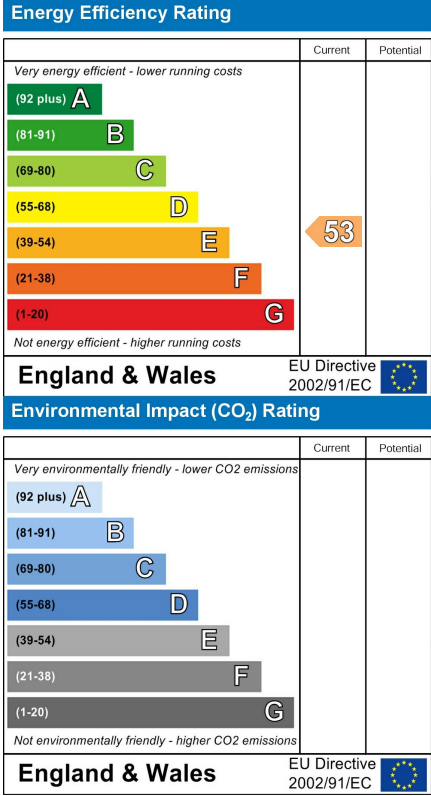 Energy Efficiency Rating
Current Potential
Very energy efficient - lower running costs
(92 plus) A
(81-91) B
(69-80) C
(55-68) D
(39-54) E
53
(21-38) F
(1-20) G
Not energy efficient - higher running costs
England & Wales
EU Directive
2002/91/EC
Environmental Impact (CO₂) Rating
Current Potential
Very environmentally friendly - lower CO2 emissions
(92 plus) A
(81-91) B
(69-80) C
(55-68) D
(39-54) E
(21-38) F
(1-20) G
Not environmentally friendly - higher CO2 emissions
England & Wales
EU Directive
2002/91/EC